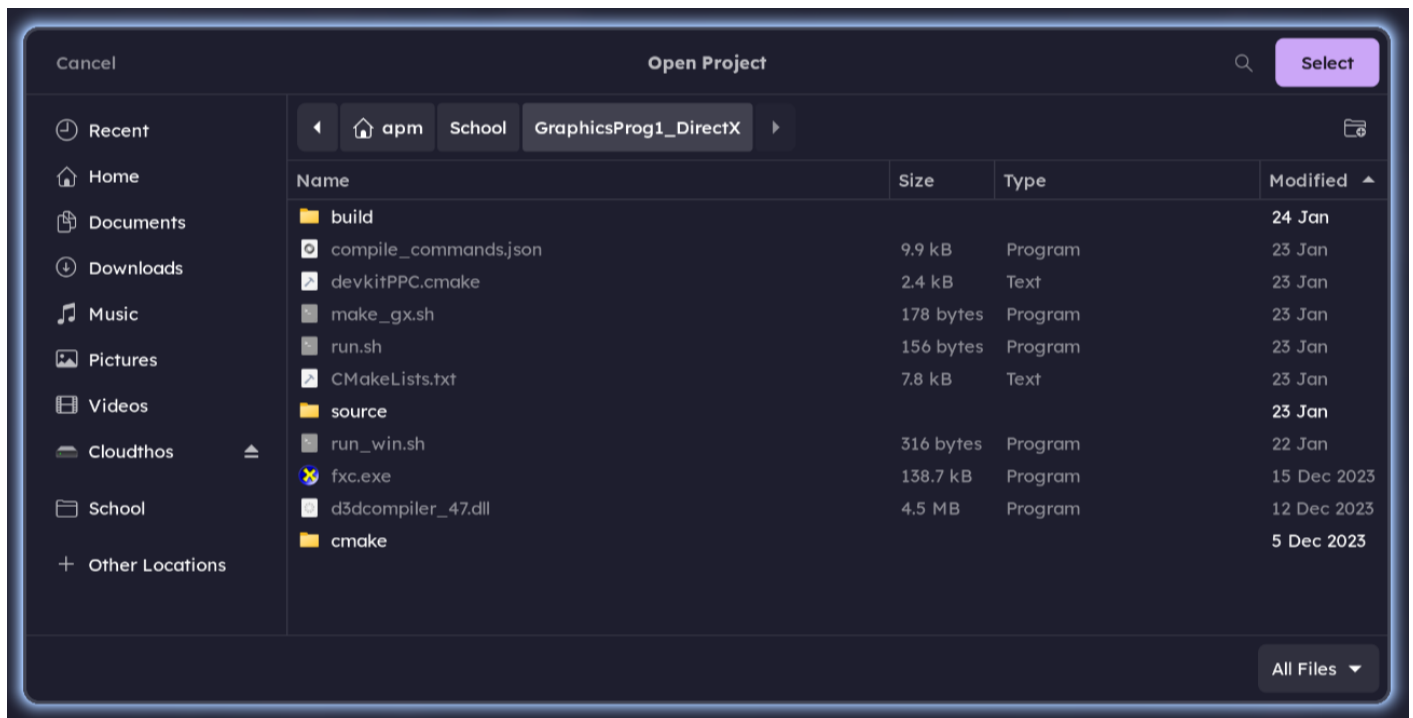 Cancel Open Project Select
Recent
Home
Documents
Downloads
Music
Pictures
Videos
Cloudthos
School
Other Locations
apm School GraphicsProg1_DirectX
Name Size Type Modified
build 24 Jan
compile_commands.json 9.9 kB Program 23 Jan
devkitPPC.cmake 2.4 kB Text 23 Jan
make_gx.sh 178 bytes Program 23 Jan
run.sh 156 bytes Program 23 Jan
CMakeLists.txt 7.8 kB Text 23 Jan
source 23 Jan
run_win.sh 316 bytes Program 22 Jan
fxc.exe 138.7 kB Program 15 Dec 2023
d3dcompiler_47.dll 4.5 MB Program 12 Dec 2023
cmake 5 Dec 2023
All Files